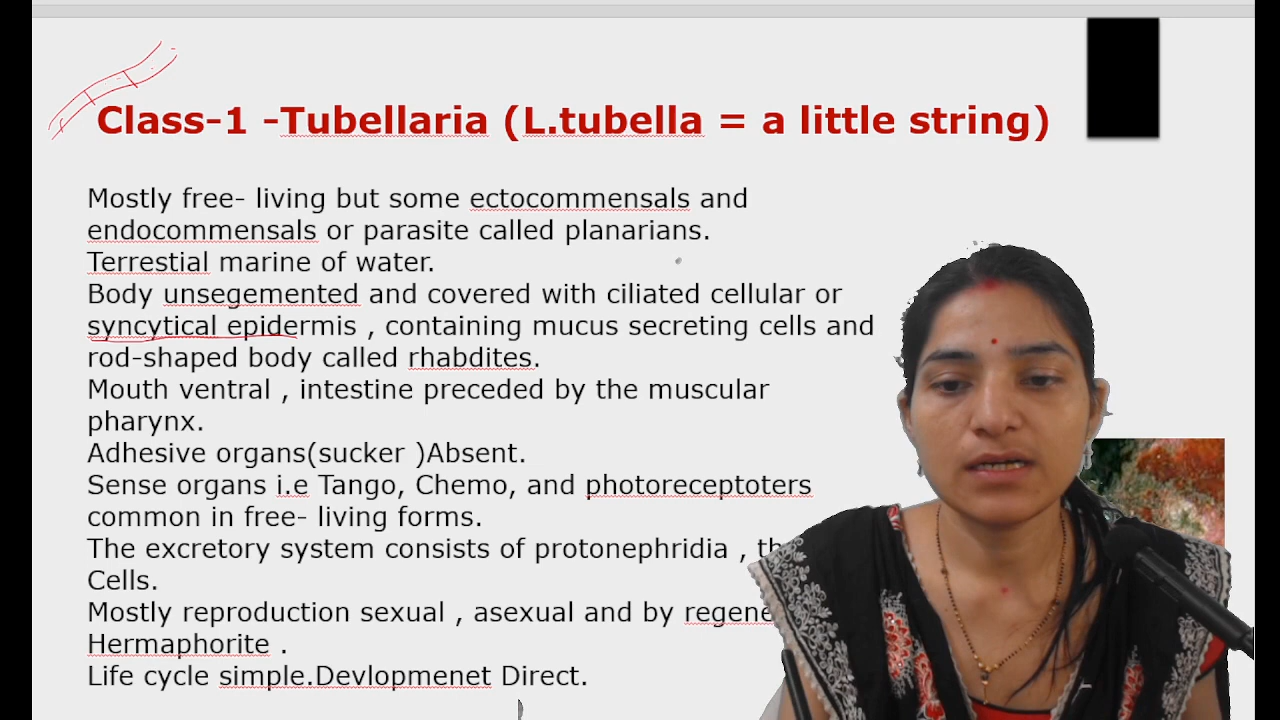 Class-1 -Tubellaria (L.tubella = a little string)
Mostly free- living but some ectocommensals and
endocommensals or parasite called planarians.
Terrestial marine of water.
Body unsegemented and covered with ciliated cellular or
syncytical epidermis , containing mucus secreting cells and
rod-shaped body called rhabdites.
Mouth ventral , intestine preceded by the muscular
pharynx.
Adhesive organs(sucker )Absent.
Sense organs i.e Tango, Chemo, and photoreceptoters
common in free- living forms.
The excretory system consists of protonephridia ,
Cells.
Mostly reproduction sexual , asexual and by
Hermaphorite .
Life cycle simple.Devlopmenet Direct.